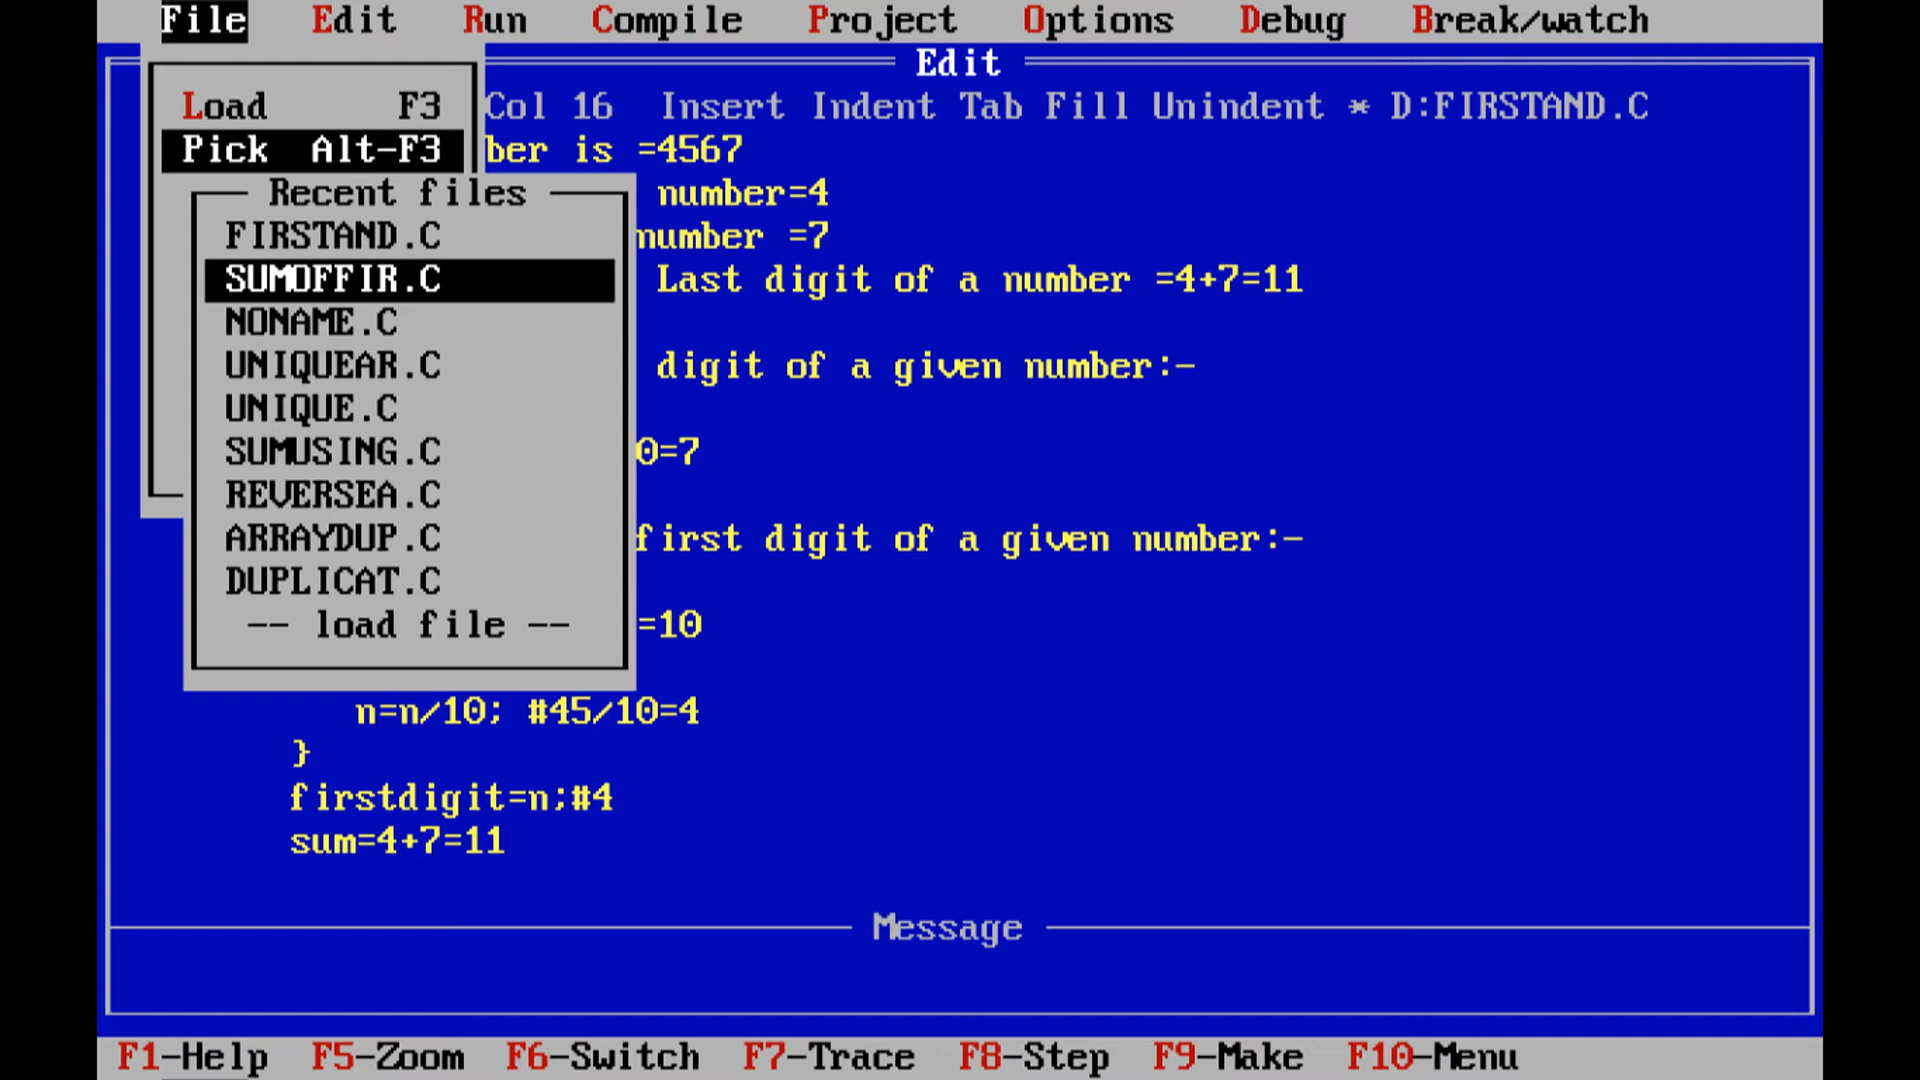 File Edit Run Compile Project Options Debug Break/watch
Edit
Load F3 Col 16 Insert Indent Tab Fill Unindent * D:FIRSTAND.C
Pick Alt-F3 ber is =4567
Recent files number=4
FIRSTAND.C number =7
SUMOFFIR.C Last digit of a number =4+7=11
NONAME.C
UNIQUEAR.C digit of a given number:-
UNIQUE.C
SUMUSING.C 0=7
REVERSEA.C
ARRAYDUP.C first digit of a given number:-
DUPLICAT.C
-- load file -- =10
n=n/10; #45/10=4
}
firstdigit=n;#4
sum=4+7=11
Message
F1-Help F5-Zoom F6-Switch F7-Trace F8-Step F9-Make F10-Menu